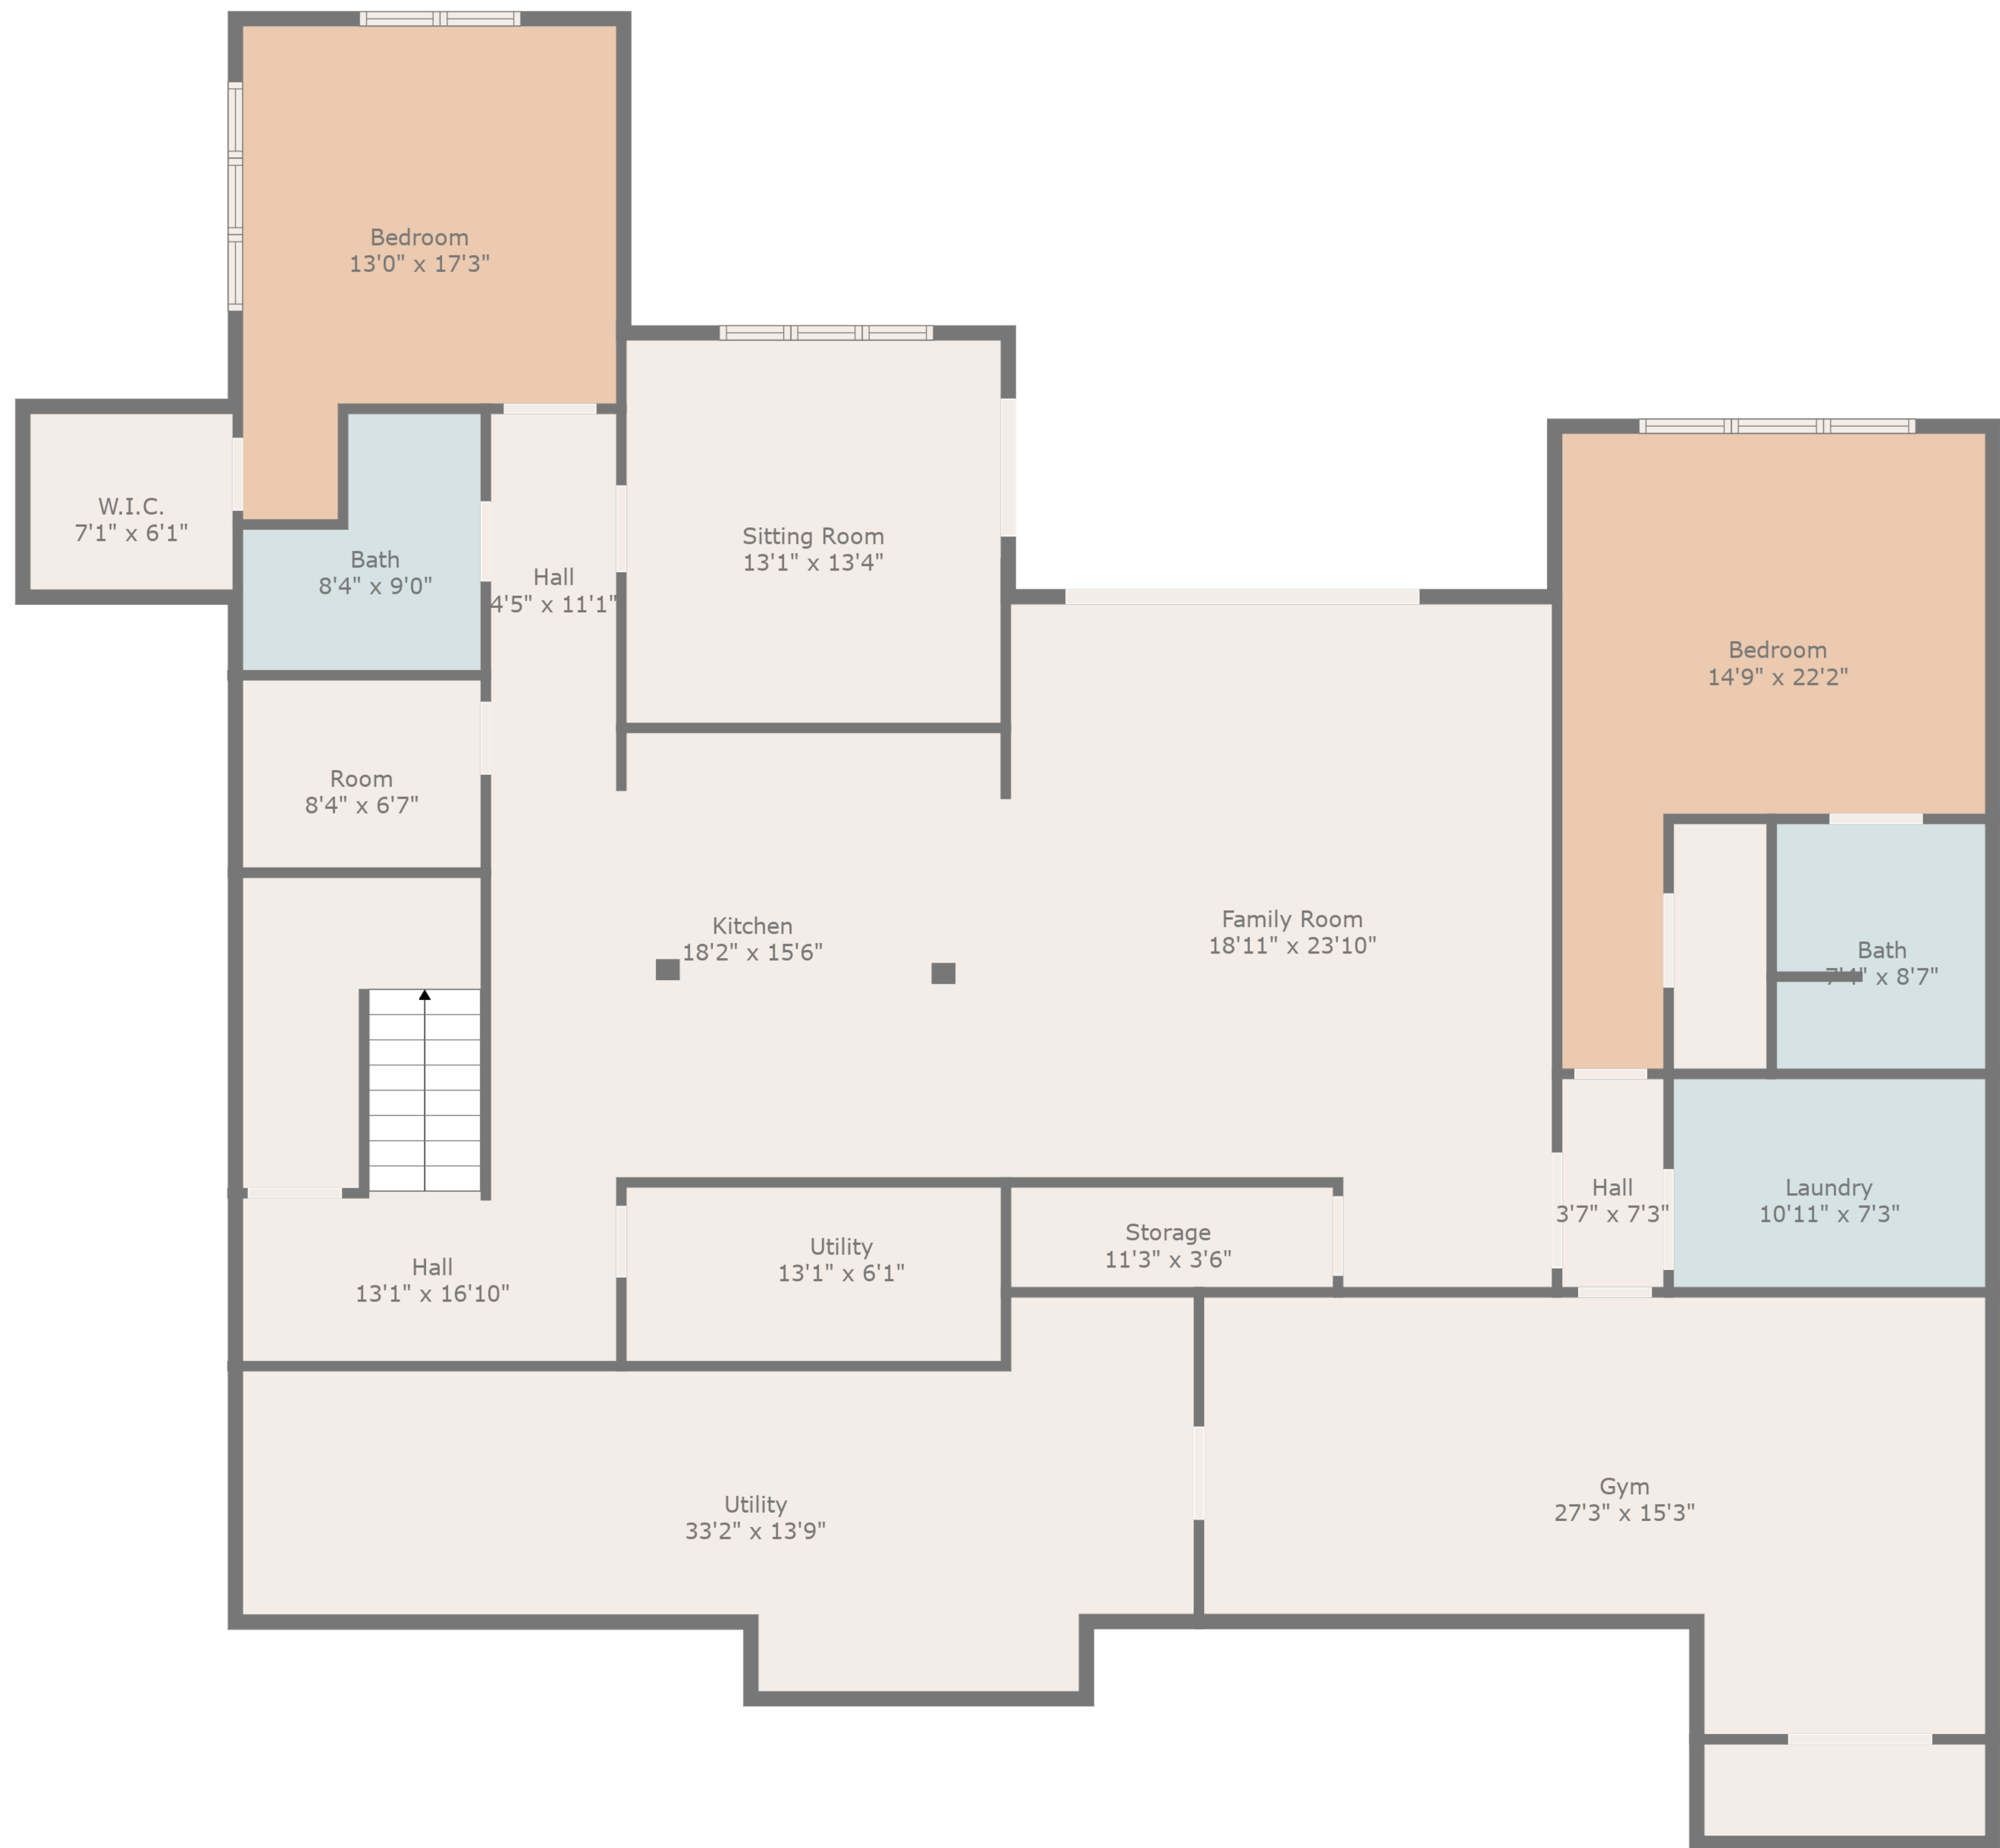 Bedroom
13'0" x 17'3"
W.I.C.
7'1" x 6'1"
Bath
8'4" x 9'0"
Hall
4'5" x 11'1"
Sitting Room
13'1" x 13'4"
Bedroom
14'9" x 22'2"
Room
8'4" x 6'7"
Kitchen
18'2" x 15'6"
Family Room
18'11" x 23'10"
Bath
7'4" x 8'7"
Hall
13'1" x 16'10"
Utility
13'1" x 6'1"
Storage
11'3" x 3'6"
Hall
3'7" x 7'3"
Laundry
10'11" x 7'3"
Utility
33'2" x 13'9"
Gym
27'3" x 15'3"